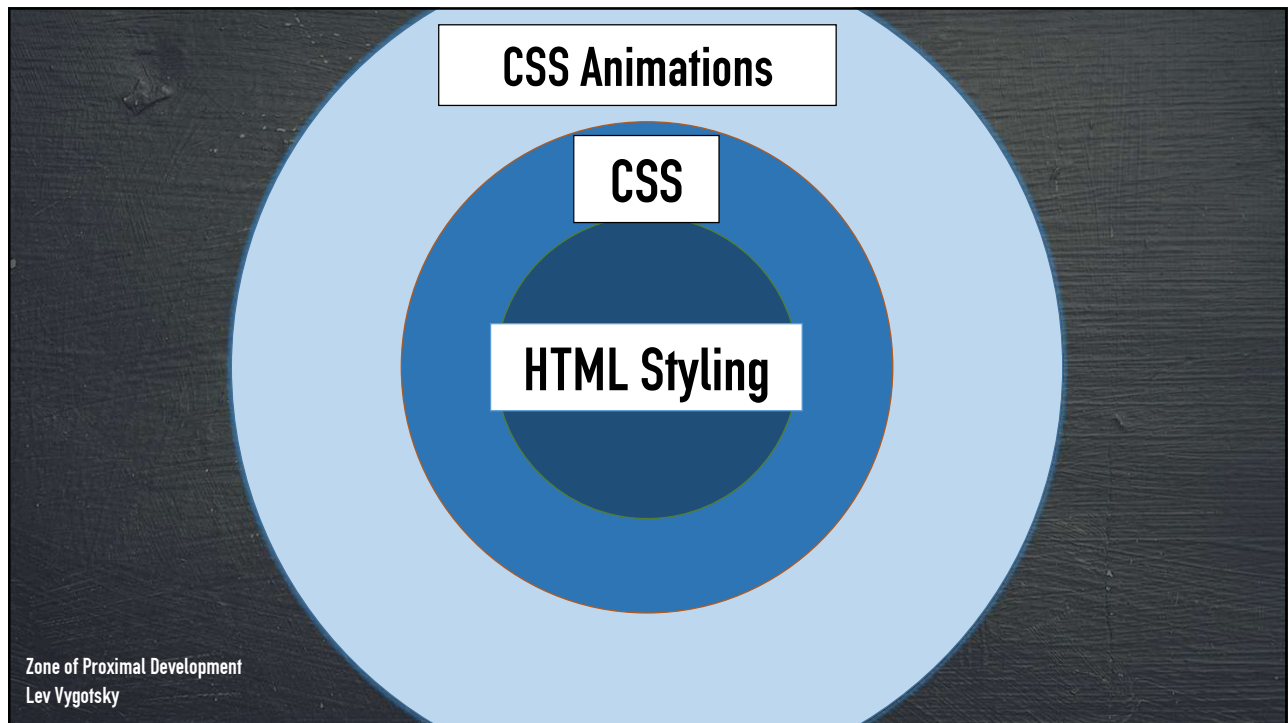 CSS Animations
CSS
HTML Styling
Zone of Proximal Development
Lev Vygotsky